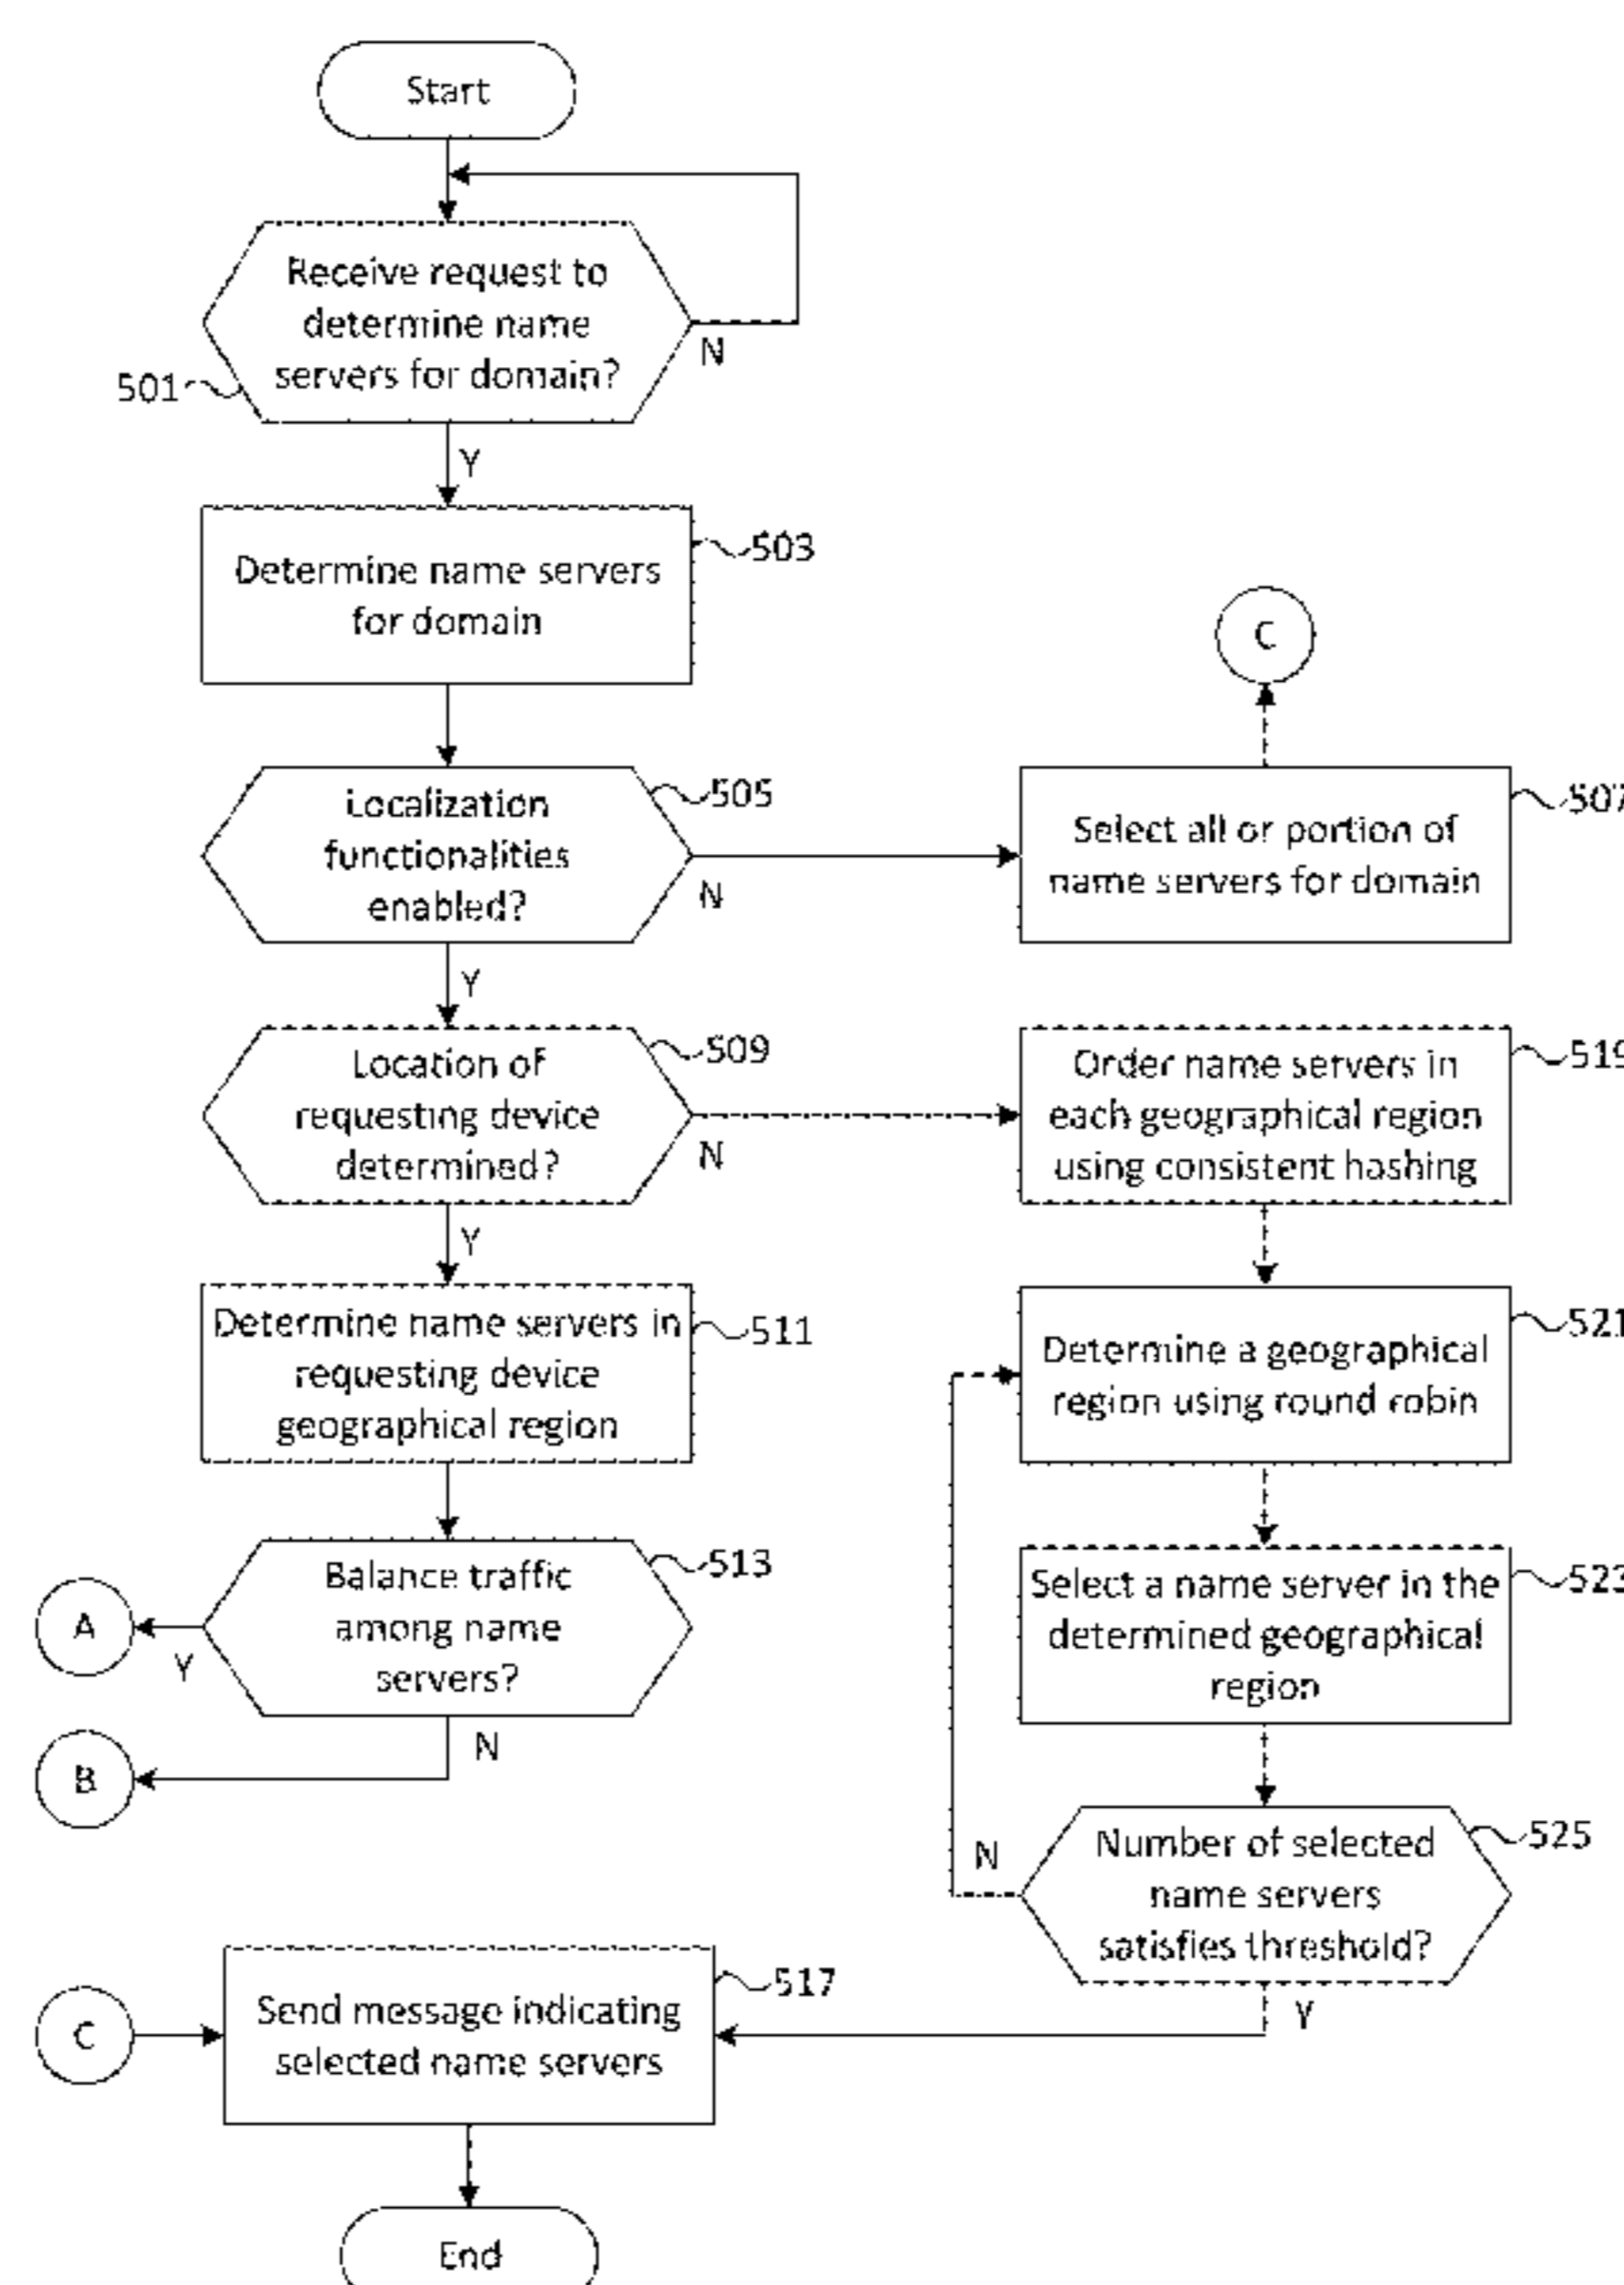 Start
Receive request to
determine name
servers for domain?
N
501
Y
Determine name servers
for domain
503
C
Localization
functionalities
enabled?
505
N
Select all or portion of
name servers for domain
507
Y
Location of
requesting device
determined?
509
N
Order name servers in
each geographical region
using consistent hashing
519
Y
Determine name servers in
requesting device
geographical region
511
Determine a geographical
region using round robin
521
Balance traffic
among name
servers?
513
A
Y
N
B
Select a name server in the
determined geographical
region
523
Number of selected
name servers
satisfies threshold?
525
N
Y
C
Send message indicating
selected name servers
517
End